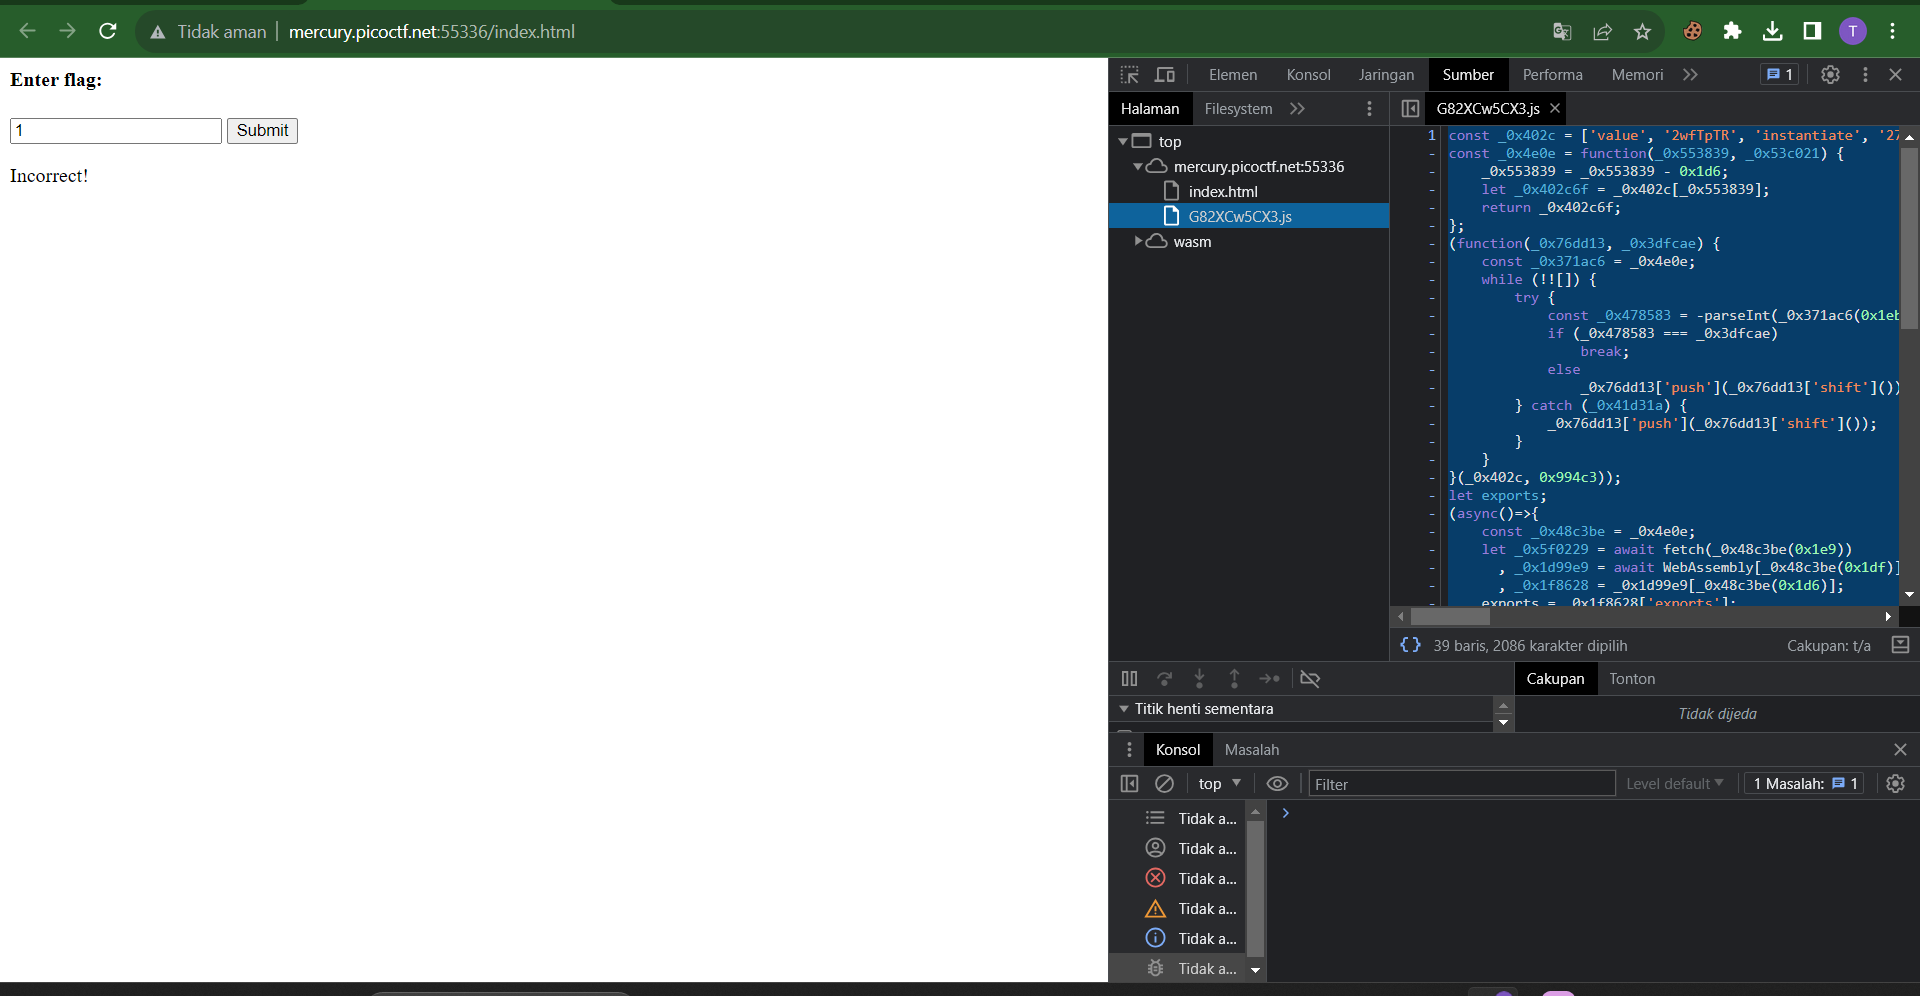 Tidak aman
mercury.picoctf.net:55336/index.html
T
Enter flag:
1
Submit
Incorrect!
Elemen
Konsol
Jaringan
Sumber
Performa
Memori
1
Halaman
Filesystem
G82XCw5CX3.js
top
mercury.picoctf.net:55336
index.html
G82XCw5CX3.js
wasm
1
const _0x402c = ['value', '2wfTpTR', 'instantiate', '27
const _0x4e0e = function(_0x553839, _0x53c021) {
_0x553839 = _0x553839 - 0x1d6;
let _0x402c6f = _0x402c[_0x553839];
return _0x402c6f;
};
(function(_0x76dd13, _0x3dfcae) {
const _0x371ac6 = _0x4e0e;
while (!![]) {
try {
const _0x478583 = -parseInt(_0x371ac6(0x1eb
if (_0x478583 === _0x3dfcae)
break;
else
_0x76dd13['push'](_0x76dd13['shift']())
} catch (_0x41d31a) {
_0x76dd13['push'](_0x76dd13['shift']());
}
}
}(_0x402c, 0x994c3));
let exports;
(async()=>{
const _0x48c3be = _0x4e0e;
let _0x5f0229 = await fetch(_0x48c3be(0x1e9))
, _0x1d99e9 = await WebAssembly[_0x48c3be(0x1df)]
, _0x1f8628 = _0x1d99e9[_0x48c3be(0x1d6)];
exports = _0x1f8628['exports'];
{} 39 baris, 2086 karakter dipilih
Cakupan: t/a
Cakupan
Tonton
Titik henti sementara
Tidak dijeda
Konsol
Masalah
top
Filter
Level default
1 Masalah:
1
Tidak a...
Tidak a...
Tidak a...
Tidak a...
Tidak a...
Tidak a...